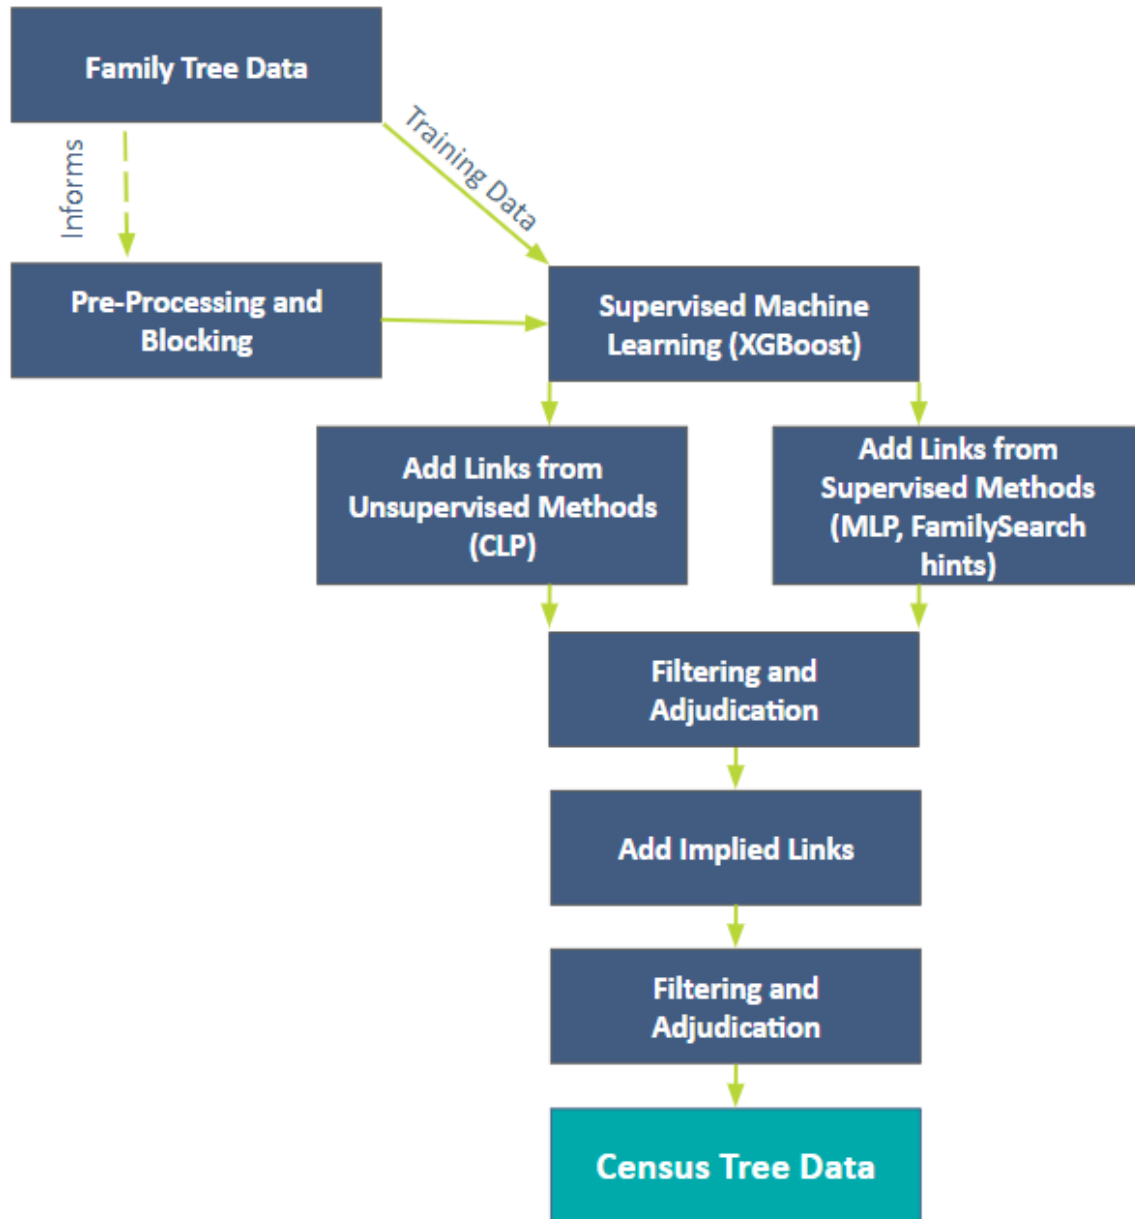 Family Tree Data
Training Data
Informs
Pre-Processing and
Blocking
Supervised Machine
Learning (XGBoost)
Add Links from
Unsupervised Methods
(CLP)
Add Links from
Supervised Methods
(MLP, FamilySearch
hints)
Filtering and
Adjudication
Add Implied Links
Filtering and
Adjudication
Census Tree Data